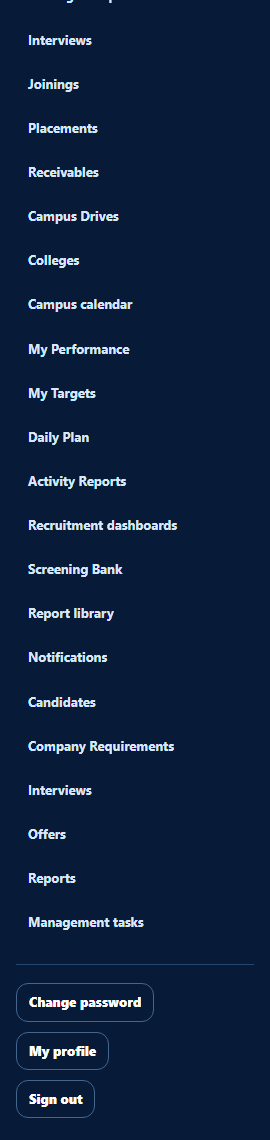 Interviews
Joinings
Placements
Receivables
Campus Drives
Colleges
Campus calendar
My Performance
My Targets
Daily Plan
Activity Reports
Recruitment dashboards
Screening Bank
Report library
Notifications
Candidates
Company Requirements
Interviews
Offers
Reports
Management tasks
Change password
My profile
Sign out